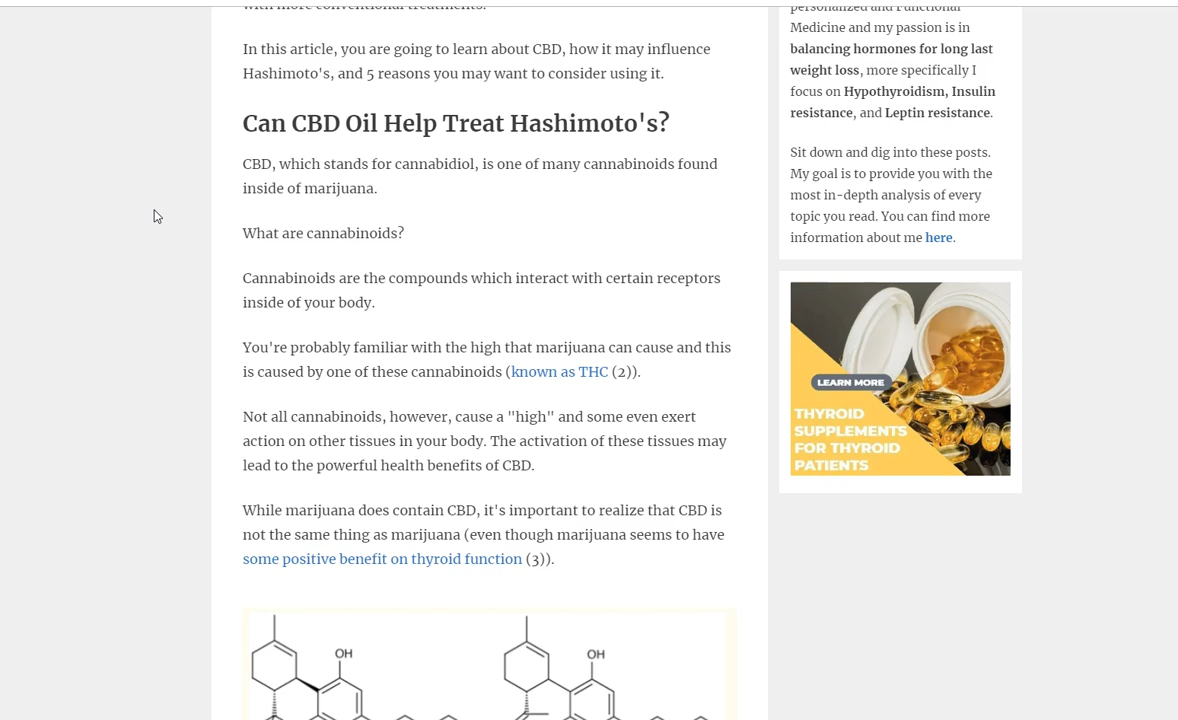 with more conventional treatments.
In this article, you are going to learn about CBD, how it may influence
Hashimoto's, and 5 reasons you may want to consider using it.
Can CBD Oil Help Treat Hashimoto's?
CBD, which stands for cannabidiol, is one of many cannabinoids found
inside of marijuana.
What are cannabinoids?
Cannabinoids are the compounds which interact with certain receptors
inside of your body.
You're probably familiar with the high that marijuana can cause and this
is caused by one of these cannabinoids (known as THC (2)).
Not all cannabinoids, however, cause a "high" and some even exert
action on other tissues in your body. The activation of these tissues may
lead to the powerful health benefits of CBD.
While marijuana does contain CBD, it's important to realize that CBD is
not the same thing as marijuana (even though marijuana seems to have
some positive benefit on thyroid function (3)).
OH
OH
personalized and Functional
Medicine and my passion is in
balancing hormones for long last
weight loss, more specifically I
focus on Hypothyroidism, Insulin
resistance, and Leptin resistance.
Sit down and dig into these posts.
My goal is to provide you with the
most in-depth analysis of every
topic you read. You can find more
information about me here.
LEARN MORE
THYROID
SUPPLEMENTS
FOR THYROID
PATIENTS